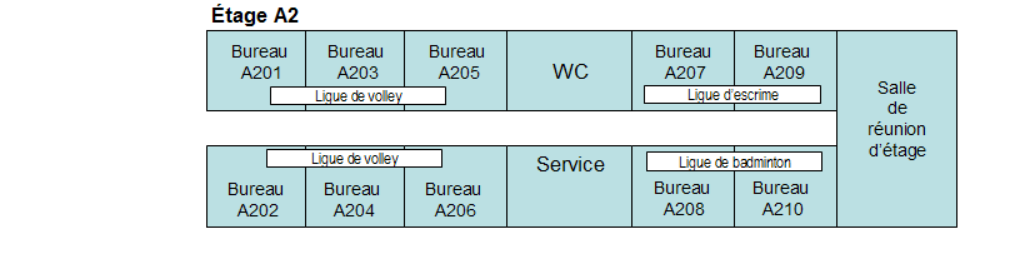 Étage A2
Bureau
A201
Bureau
A203
Bureau
A205
WC
Bureau
A207
Bureau
A209
Ligue de volley
Ligue d'escrime
Salle
de
réunion
d'étage
Ligue de volley
Service
Ligue de badminton
Bureau
A202
Bureau
A204
Bureau
A206
Bureau
A208
Bureau
A210